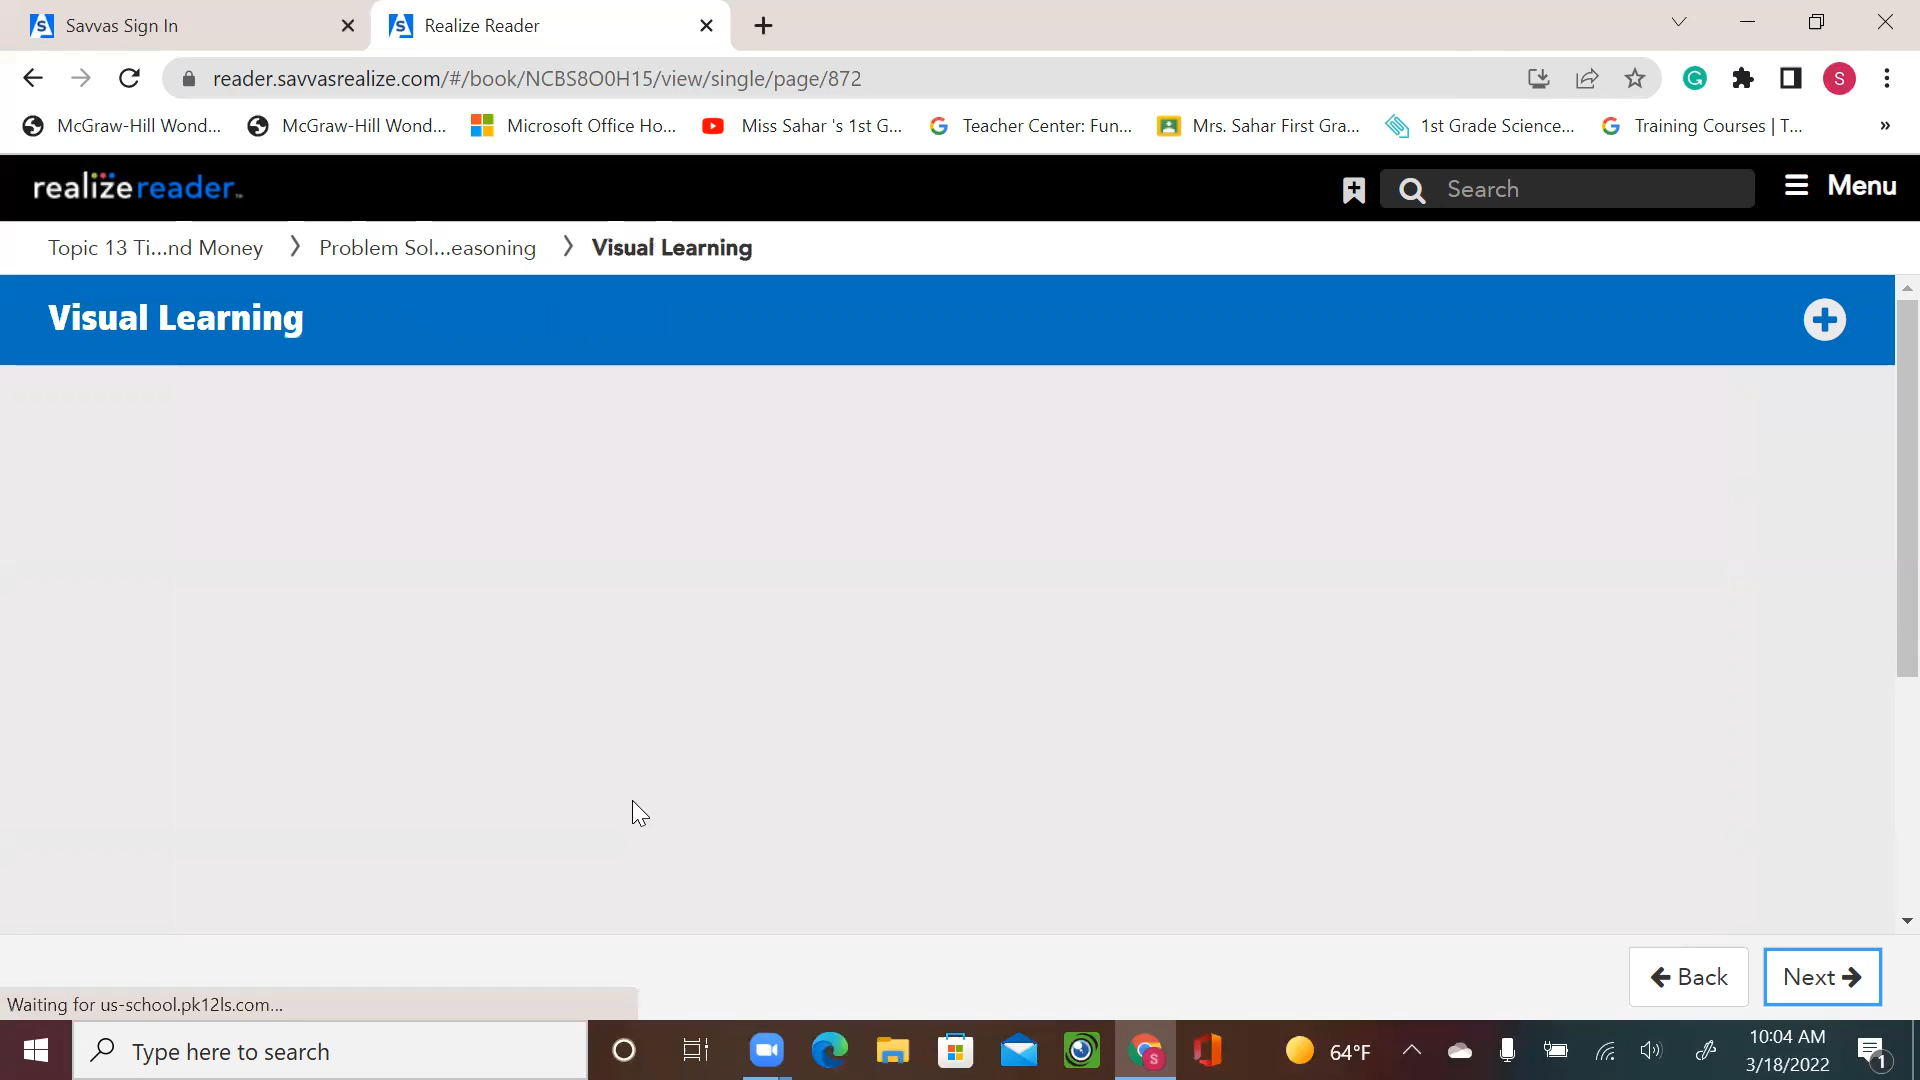 Savvas Sign In
Realize Reader
reader.savvasrealize.com/#/book/NCBS8O0H15/view/single/page/872
S
McGraw-Hill Wond...
McGraw-Hill Wond...
Microsoft Office Ho...
Miss Sahar 's 1st G...
Teacher Center: Fun...
Mrs. Sahar First Gra...
1st Grade Science...
Training Courses | T...
»
realizereader™
Search
Menu
Topic 13 Ti...nd Money
Problem Sol...easoning
Visual Learning
Visual Learning
Back
Next
Waiting for us-school.pk12ls.com...
Type here to search
S
64°F
10:04 AM
3/18/2022
1